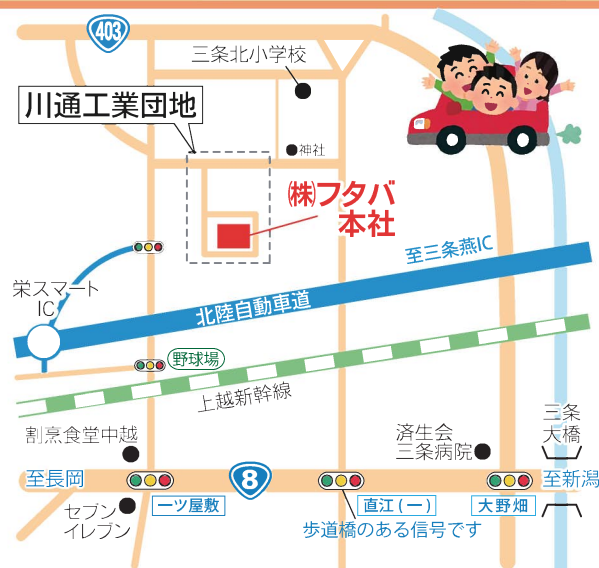 403
三条北小学校
川通工業団地
神社
㈱フタバ
本社
至三条燕IC
栄スマート
IC
北陸自動車道
野球場
上越新幹線
割烹食堂中越
済生会
三条病院
三条
大橋
至長岡
8
至新潟
一ツ屋敷
直江(一)
大野畑
セブン
イレブン
歩道橋のある信号です